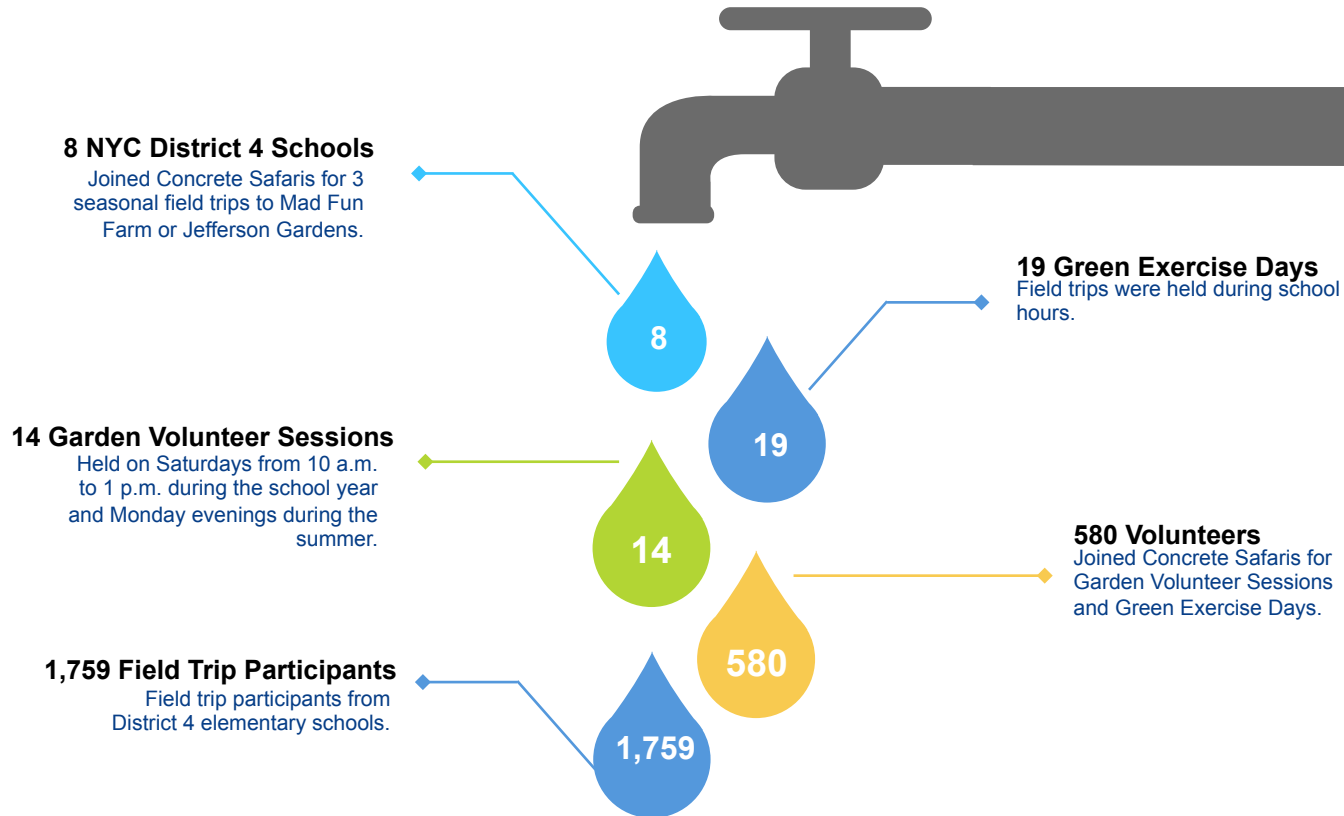 8 NYC District 4 Schools
Joined Concrete Safaris for 3
seasonal field trips to Mad Fun
Farm or Jefferson Gardens.
8
19 Green Exercise Days
Field trips were held during school
hours.
19
14 Garden Volunteer Sessions
Held on Saturdays from 10 a.m.
to 1 p.m. during the school year
and Monday evenings during the
summer.
14
580 Volunteers
Joined Concrete Safaris for
Garden Volunteer Sessions
and Green Exercise Days.
580
1,759 Field Trip Participants
Field trip participants from
District 4 elementary schools.
1,759